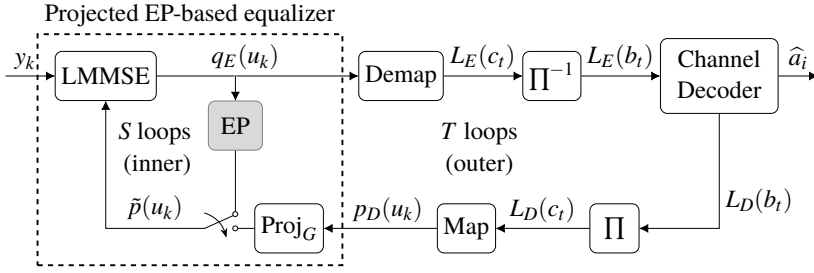 Projected EP-based equalizer
y_k
LMMSE
q_E(u_k)
Demap
L_E(c_t)
∏^{-1}
L_E(b_t)
Channel
Decoder
â_i
EP
S loops
(inner)
T loops
(outer)
p̃(u_k)
Proj_G
p_D(u_k)
Map
L_D(c_t)
∏
L_D(b_t)